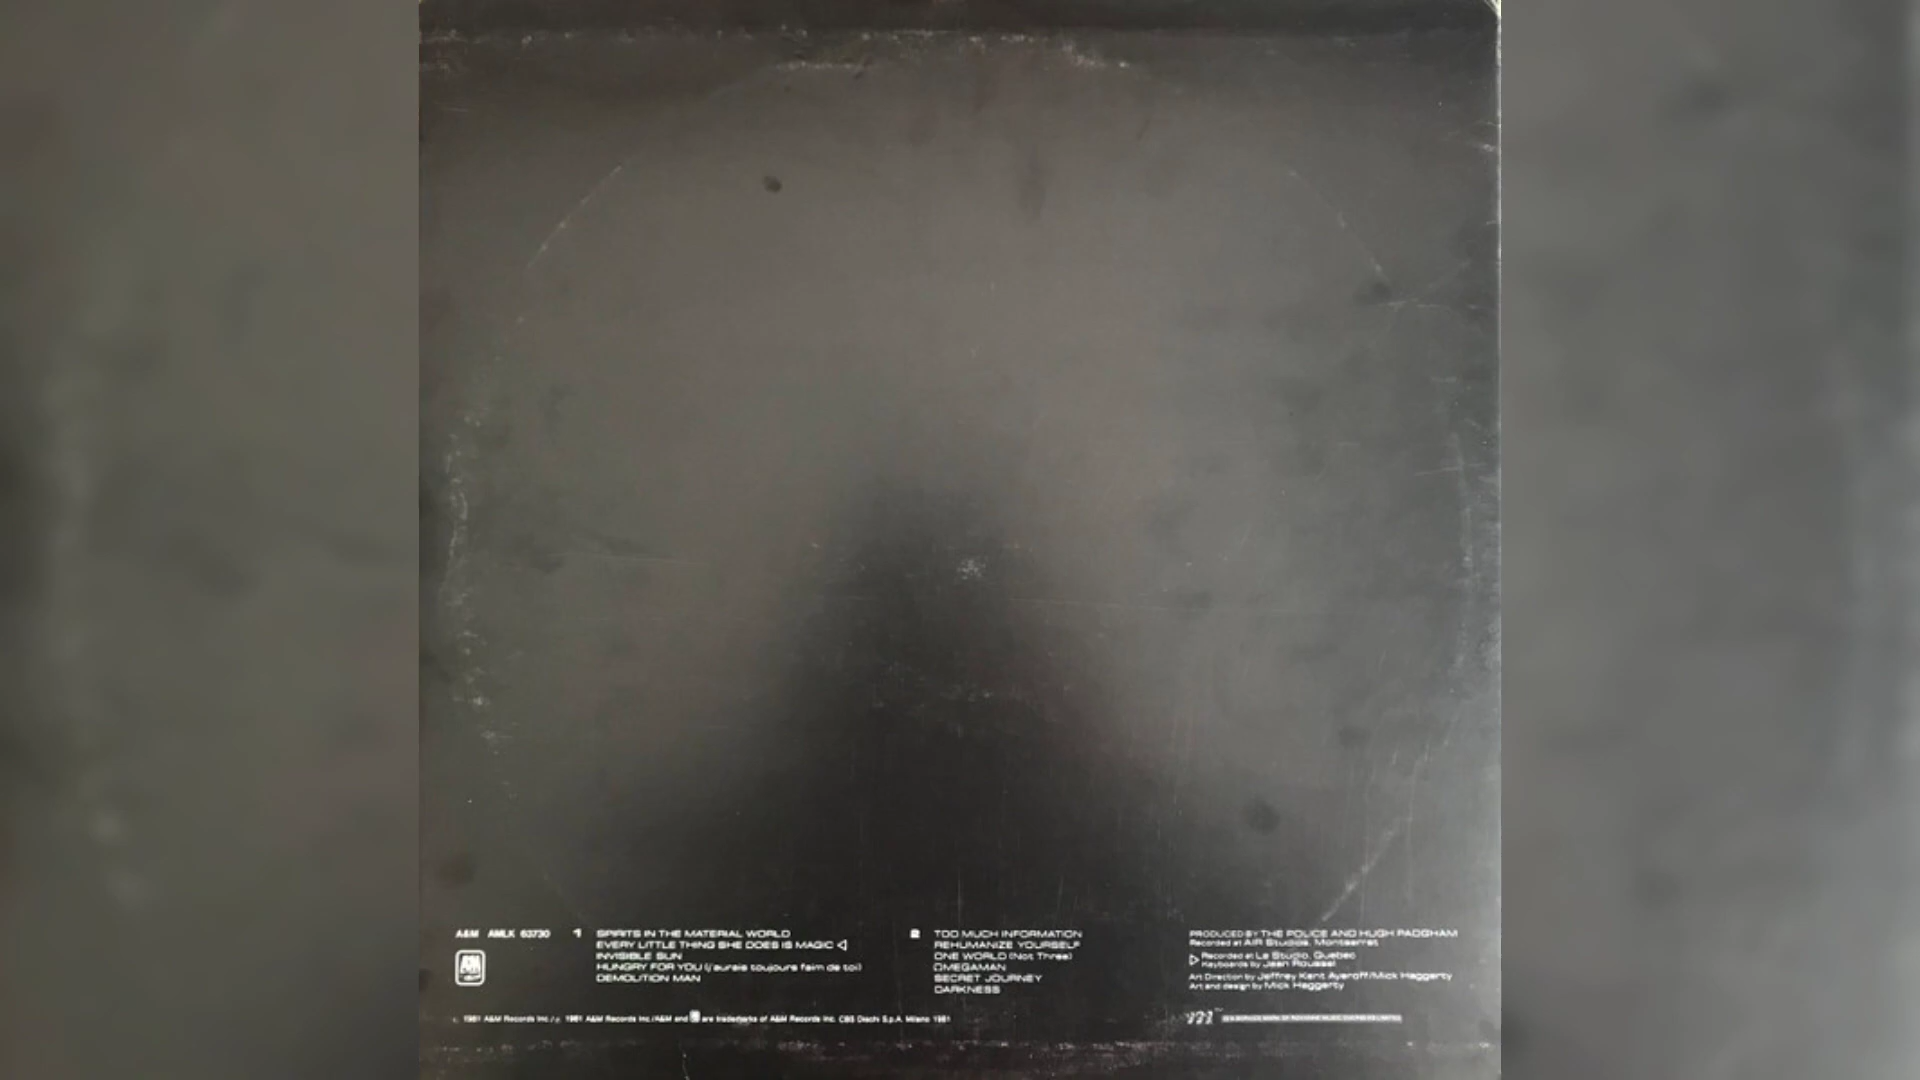 A&M AMLK 63730
1 SPIRITS IN THE MATERIAL WORLD
EVERY LITTLE THING SHE DOES IS MAGIC ◁
INVISIBLE SUN
HUNGRY FOR YOU (j'aurais toujours faim de toi)
DEMOLITION MAN
2 TOO MUCH INFORMATION
REHUMANIZE YOURSELF
ONE WORLD (Not Three)
ΩMEGAMAN
SECRET JOURNEY
DARKNESS
PRODUCED BY THE POLICE AND HUGH PADGHAM
Recorded at AIR Studios, Montserrat
▷ Recorded at Le Studio, Quebec
Keyboards by Jean Roussel
Art Direction by Jeffrey Kent Ayeroff/Mick Haggerty
Art and design by Mick Haggerty
A&M
1981 A&M Records Inc./ 1981 A&M Records Inc./A&M and are trademarks of A&M Records Inc. CBS Dischi S.p.A. Milano 1981